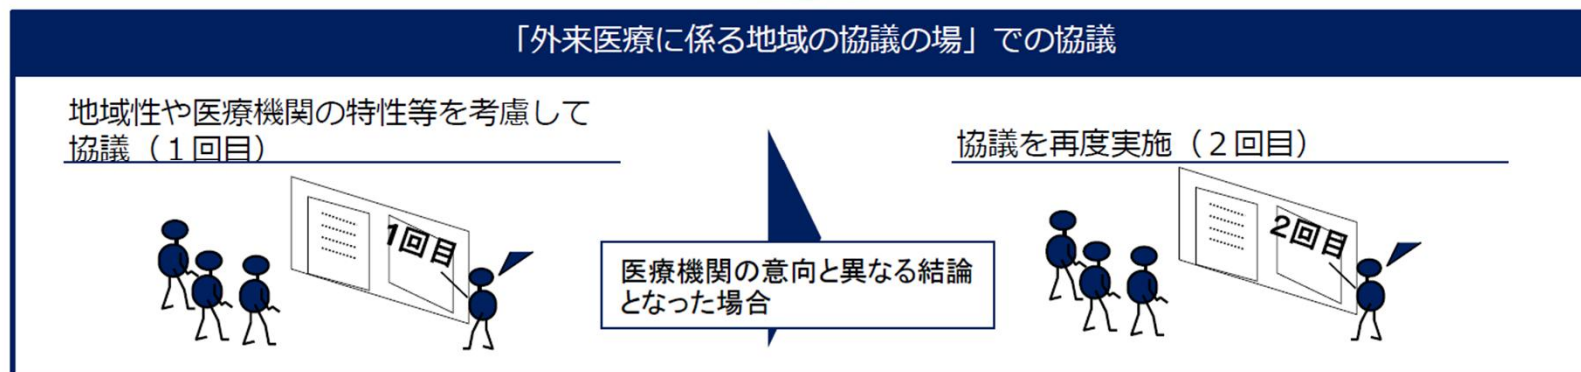 「外来医療に係る地域の協議の場」での協議
地域性や医療機関の特性等を考慮して
協議（１回目）
協議を再度実施（２回目）
1回目
2回目
医療機関の意向と異なる結論
となった場合